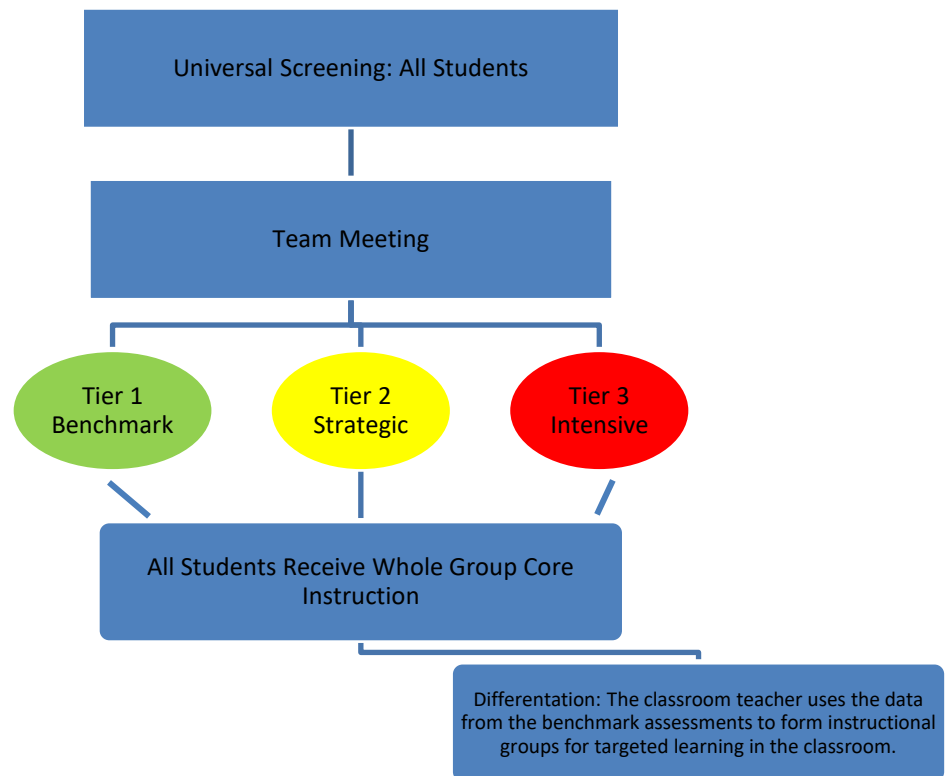 Universal Screening: All Students
Team Meeting
Tier 1
Benchmark
Tier 2
Strategic
Tier 3
Intensive
All Students Receive Whole Group Core
Instruction
Differentation: The classroom teacher uses the data
from the benchmark assessments to form instructional
groups for targeted learning in the classroom.